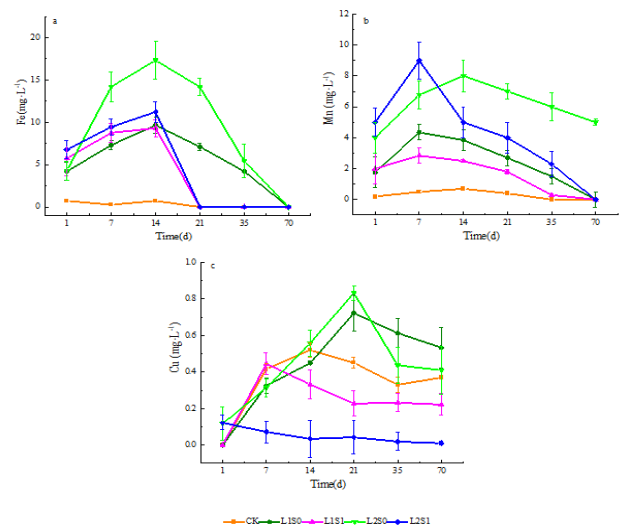 a
Fe(mg·L⁻¹)
20
15
10
5
0
1 7 14 21 35 70
Time(d)
b
Mn (mg·L⁻¹)
12
10
8
6
4
2
0
1 7 14 21 35 70
Time(d)
c
Cu (mg·L⁻¹)
1.0
0.8
0.6
0.4
0.2
0.0
1 7 14 21 35 70
Time(d)
CK L1S0 L1S1 L2S0 L2S1